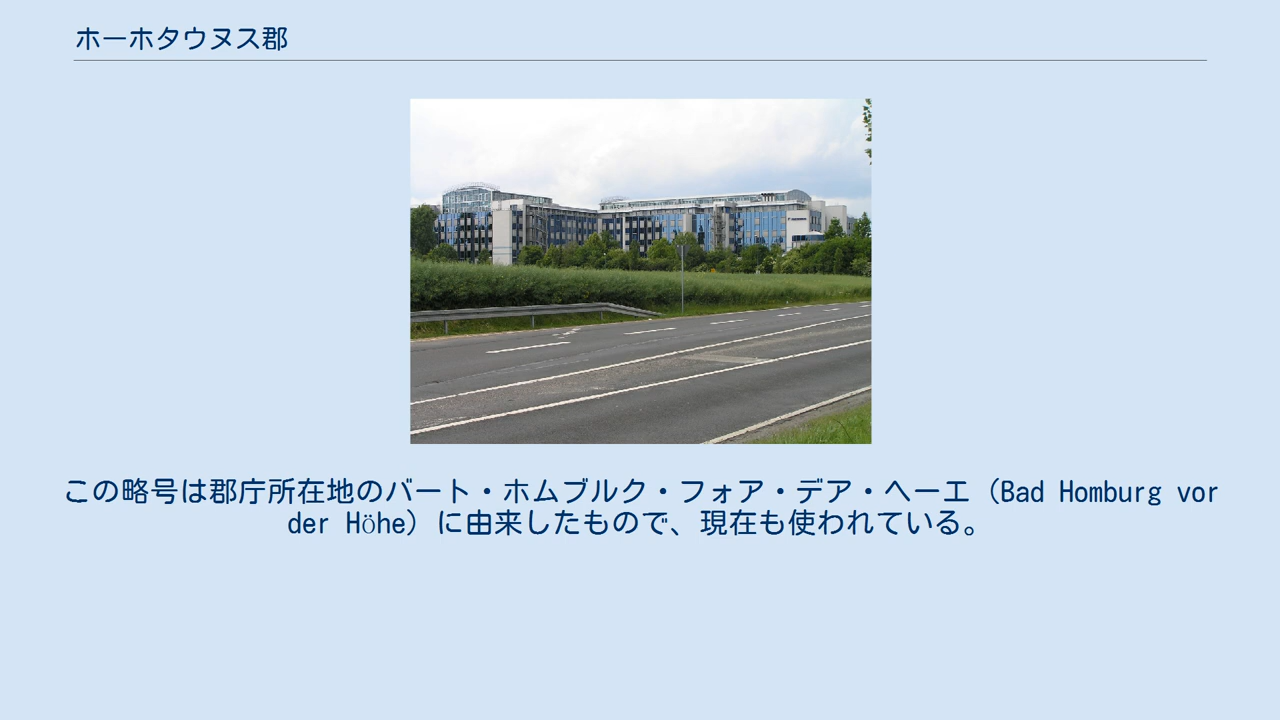 ホーホタウヌス郡
この略号は郡庁所在地のバート・ホムブルク・フォア・デア・ヘーエ（Bad Homburg vor
der Höhe）に由来したもので、現在も使われている。